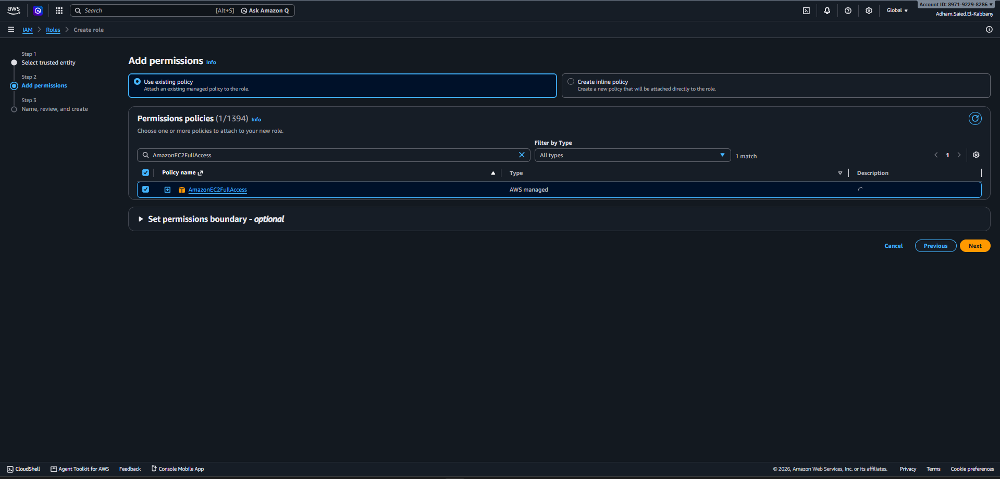 aws
Search [Alt+S] Ask Amazon Q
Global
Account ID: 8971-9229-8286
Adham.Saied.El-Kabbany
IAM > Roles > Create role
Step 1
Select trusted entity
Step 2
Add permissions
Step 3
Name, review, and create
Add permissions Info
Use existing policy
Attach an existing managed policy to the role.
Create inline policy
Create a new policy that will be attached directly to the role.
Permissions policies (1/1394) Info
Choose one or more policies to attach to your new role.
Filter by Type
AmazonEC2FullAccess
All types
1 match
1
Policy name Type Description
AmazonEC2FullAccess AWS managed
Set permissions boundary - optional
Cancel Previous Next
CloudShell Agent Toolkit for AWS Feedback Console Mobile App © 2026, Amazon Web Services, Inc. or its affiliates. Privacy Terms Cookie preferences